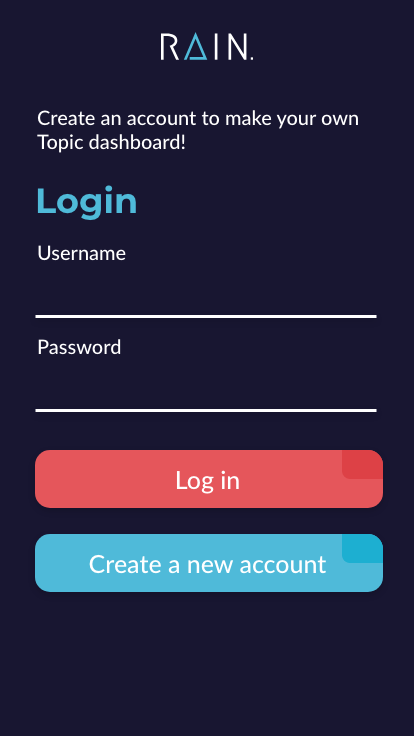 RAIN.
Create an account to make your own
Topic dashboard!
Login
Username
Password
Log in
Create a new account